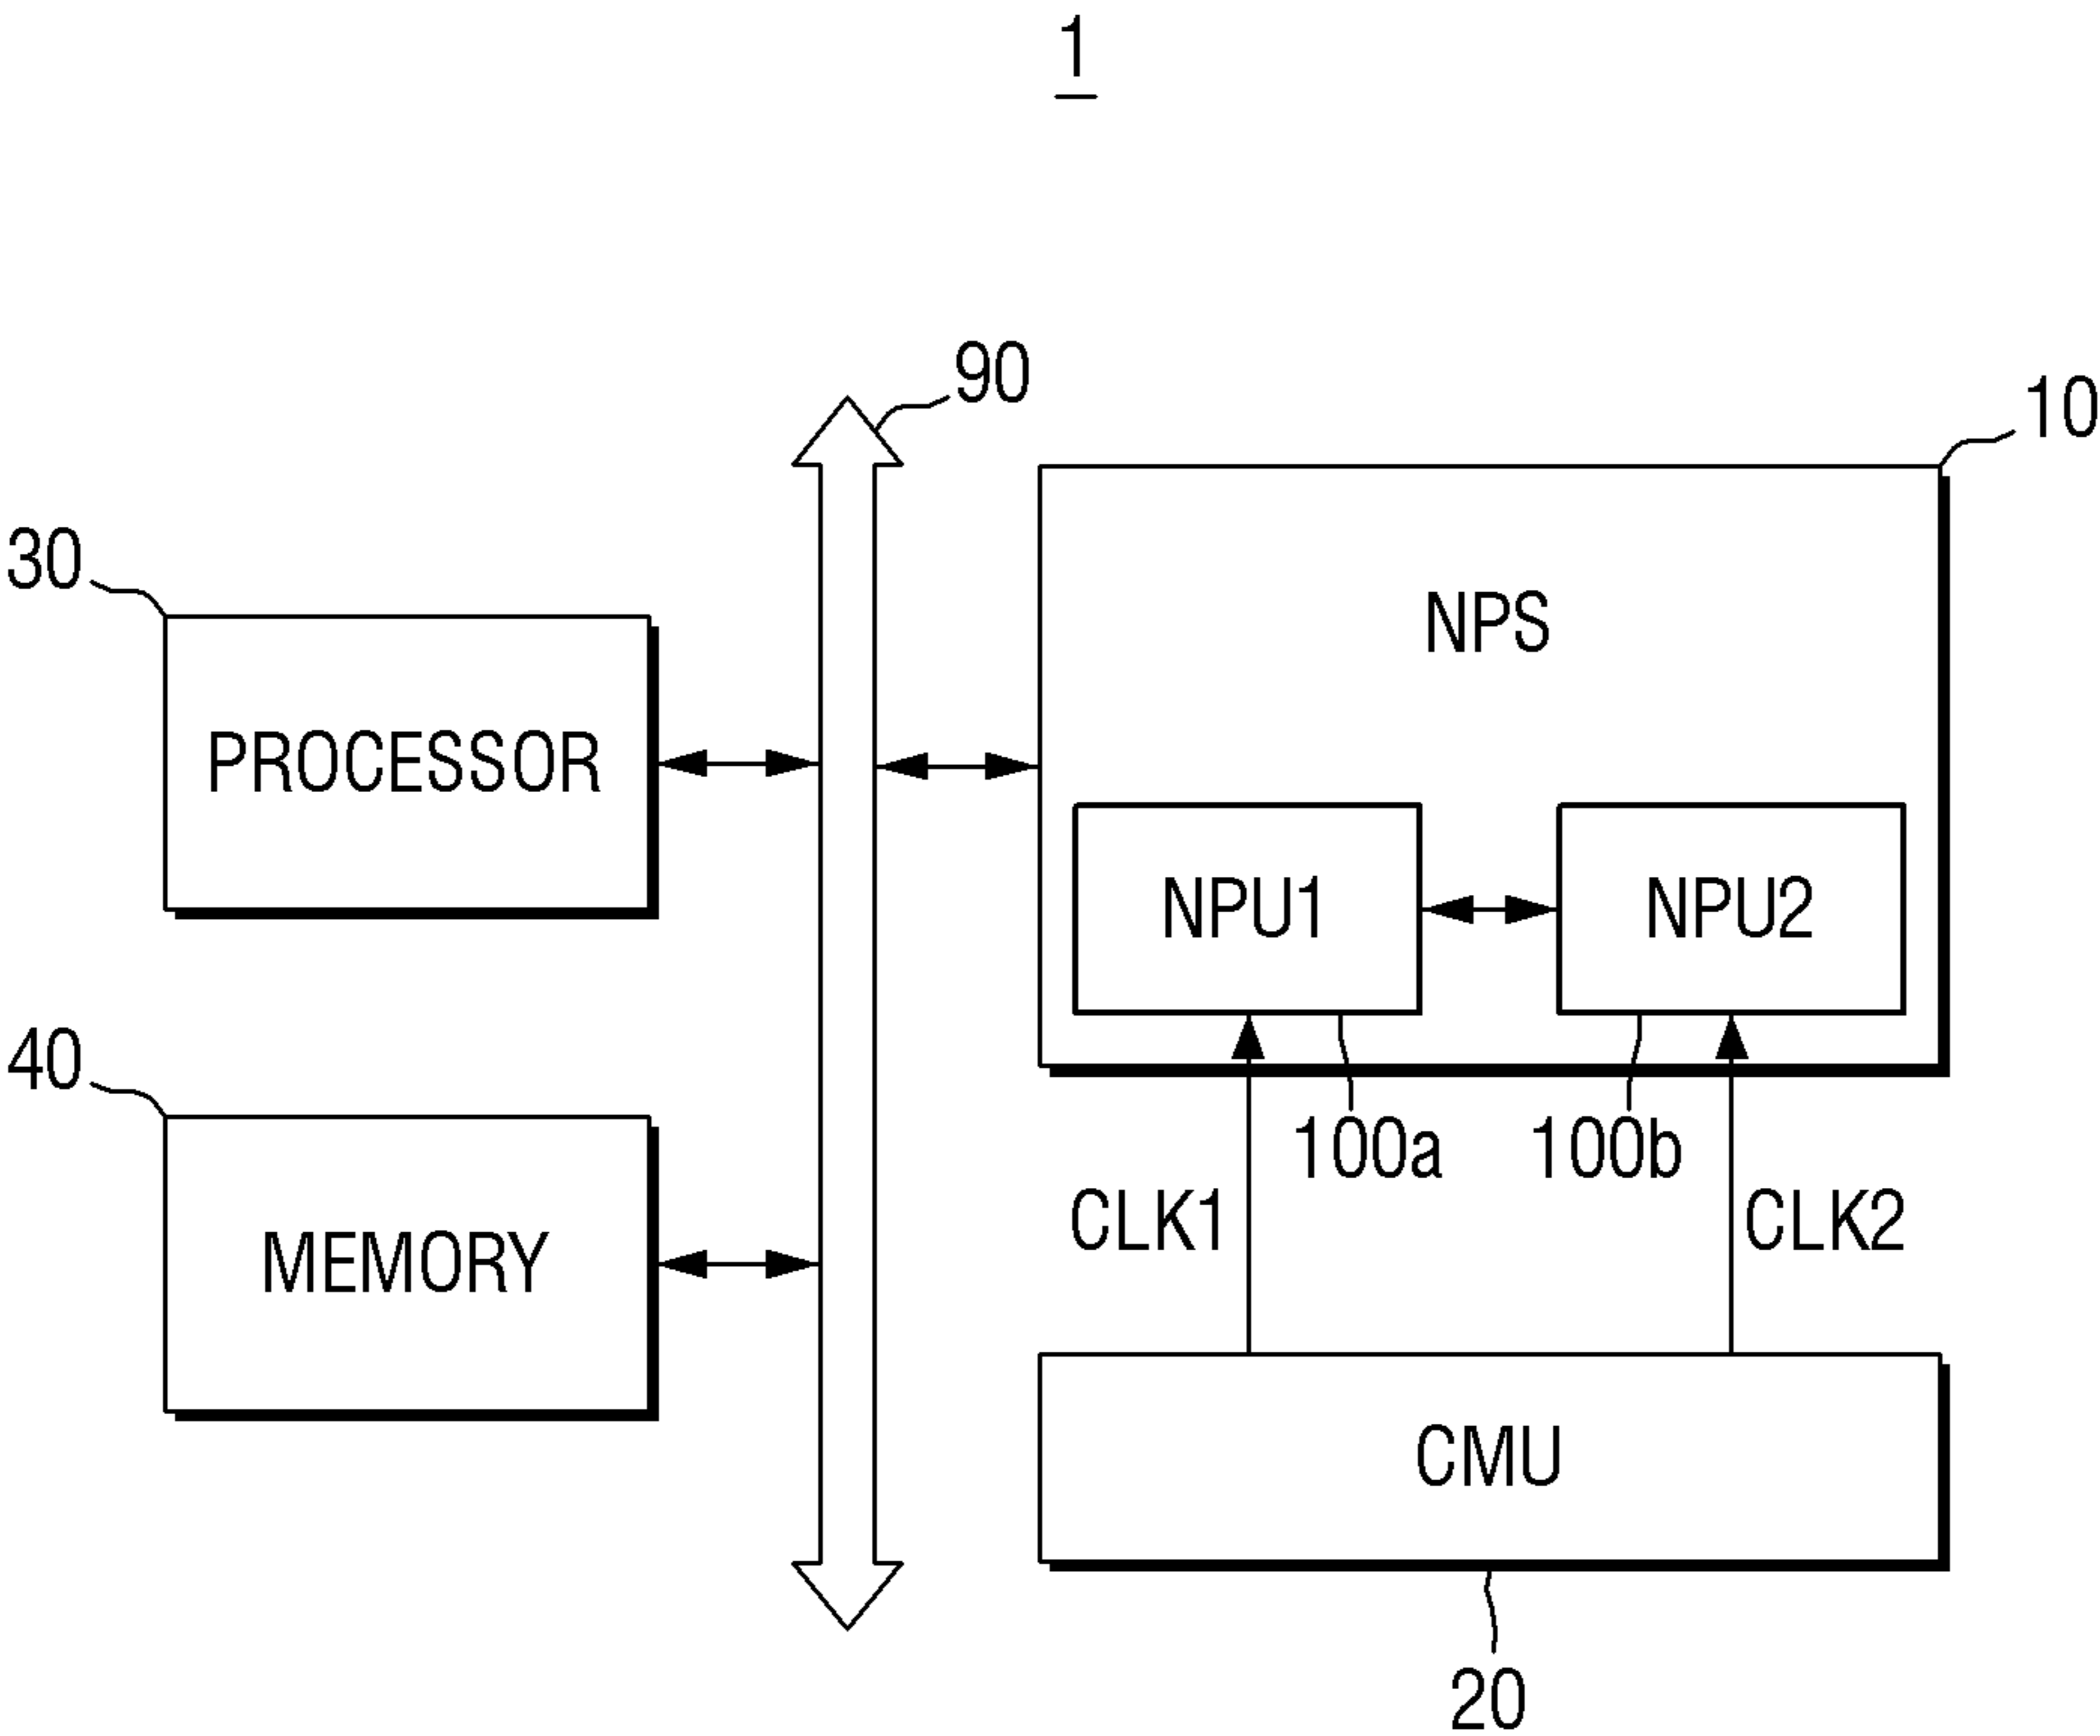 1
90
10
30
NPS
PROCESSOR
NPU1
NPU2
40
100a
100b
CLK1
CLK2
MEMORY
CMU
20